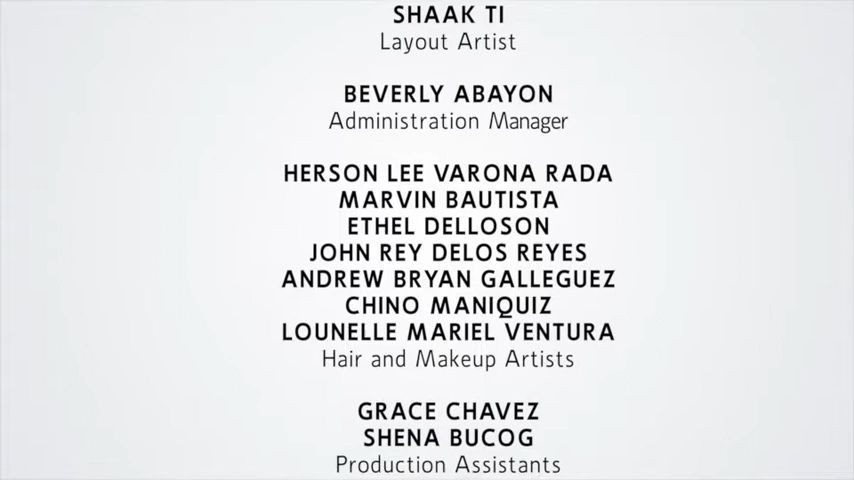 SHAAK TI
Layout Artist
BEVERLY ABAYON
Administration Manager
HERSON LEE VARONA RADA
MARVIN BAUTISTA
ETHEL DELLOSON
JOHN REY DELOS REYES
ANDREW BRYAN GALLEGUEZ
CHINO MANIQUIZ
LOUNELLE MARIEL VENTURA
Hair and Makeup Artists
GRACE CHAVEZ
SHENA BUCOG
Production Assistants